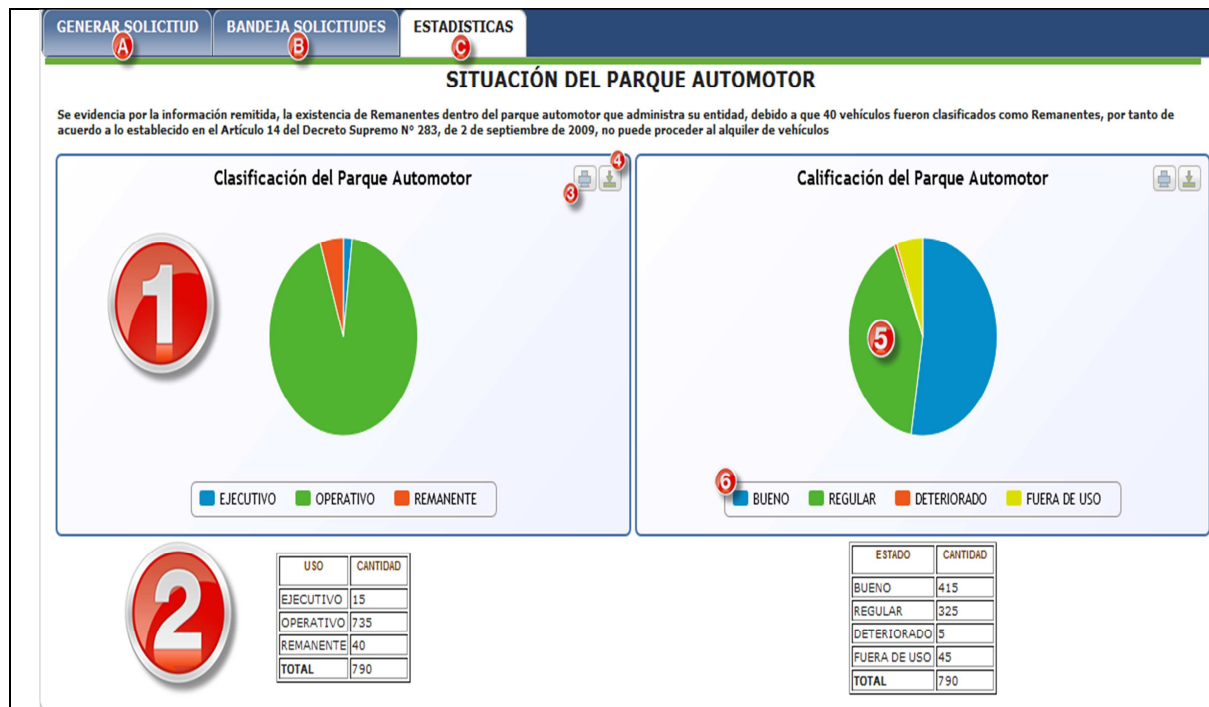 GENERAR SOLICITUD BANDEJA SOLICITUDES ESTADISTICAS
A B C
SITUACIÓN DEL PARQUE AUTOMOTOR
Se evidencia por la información remitida, la existencia de Remanentes dentro del parque automotor que administra su entidad, debido a que 40 vehículos fueron clasificados como Remanentes, por tanto de
acuerdo a lo establecido en el Artículo 14 del Decreto Supremo Nº 283, de 2 de septiembre de 2009, no puede proceder al alquiler de vehículos
Clasificación del Parque Automotor
3 4
1
EJECUTIVO OPERATIVO REMANENTE
Calificación del Parque Automotor
5
6
BUENO REGULAR DETERIORADO FUERA DE USO
2
USO CANTIDAD
EJECUTIVO 15
OPERATIVO 735
REMANENTE 40
TOTAL 790
ESTADO CANTIDAD
BUENO 415
REGULAR 325
DETERIORADO 5
FUERA DE USO 45
TOTAL 790